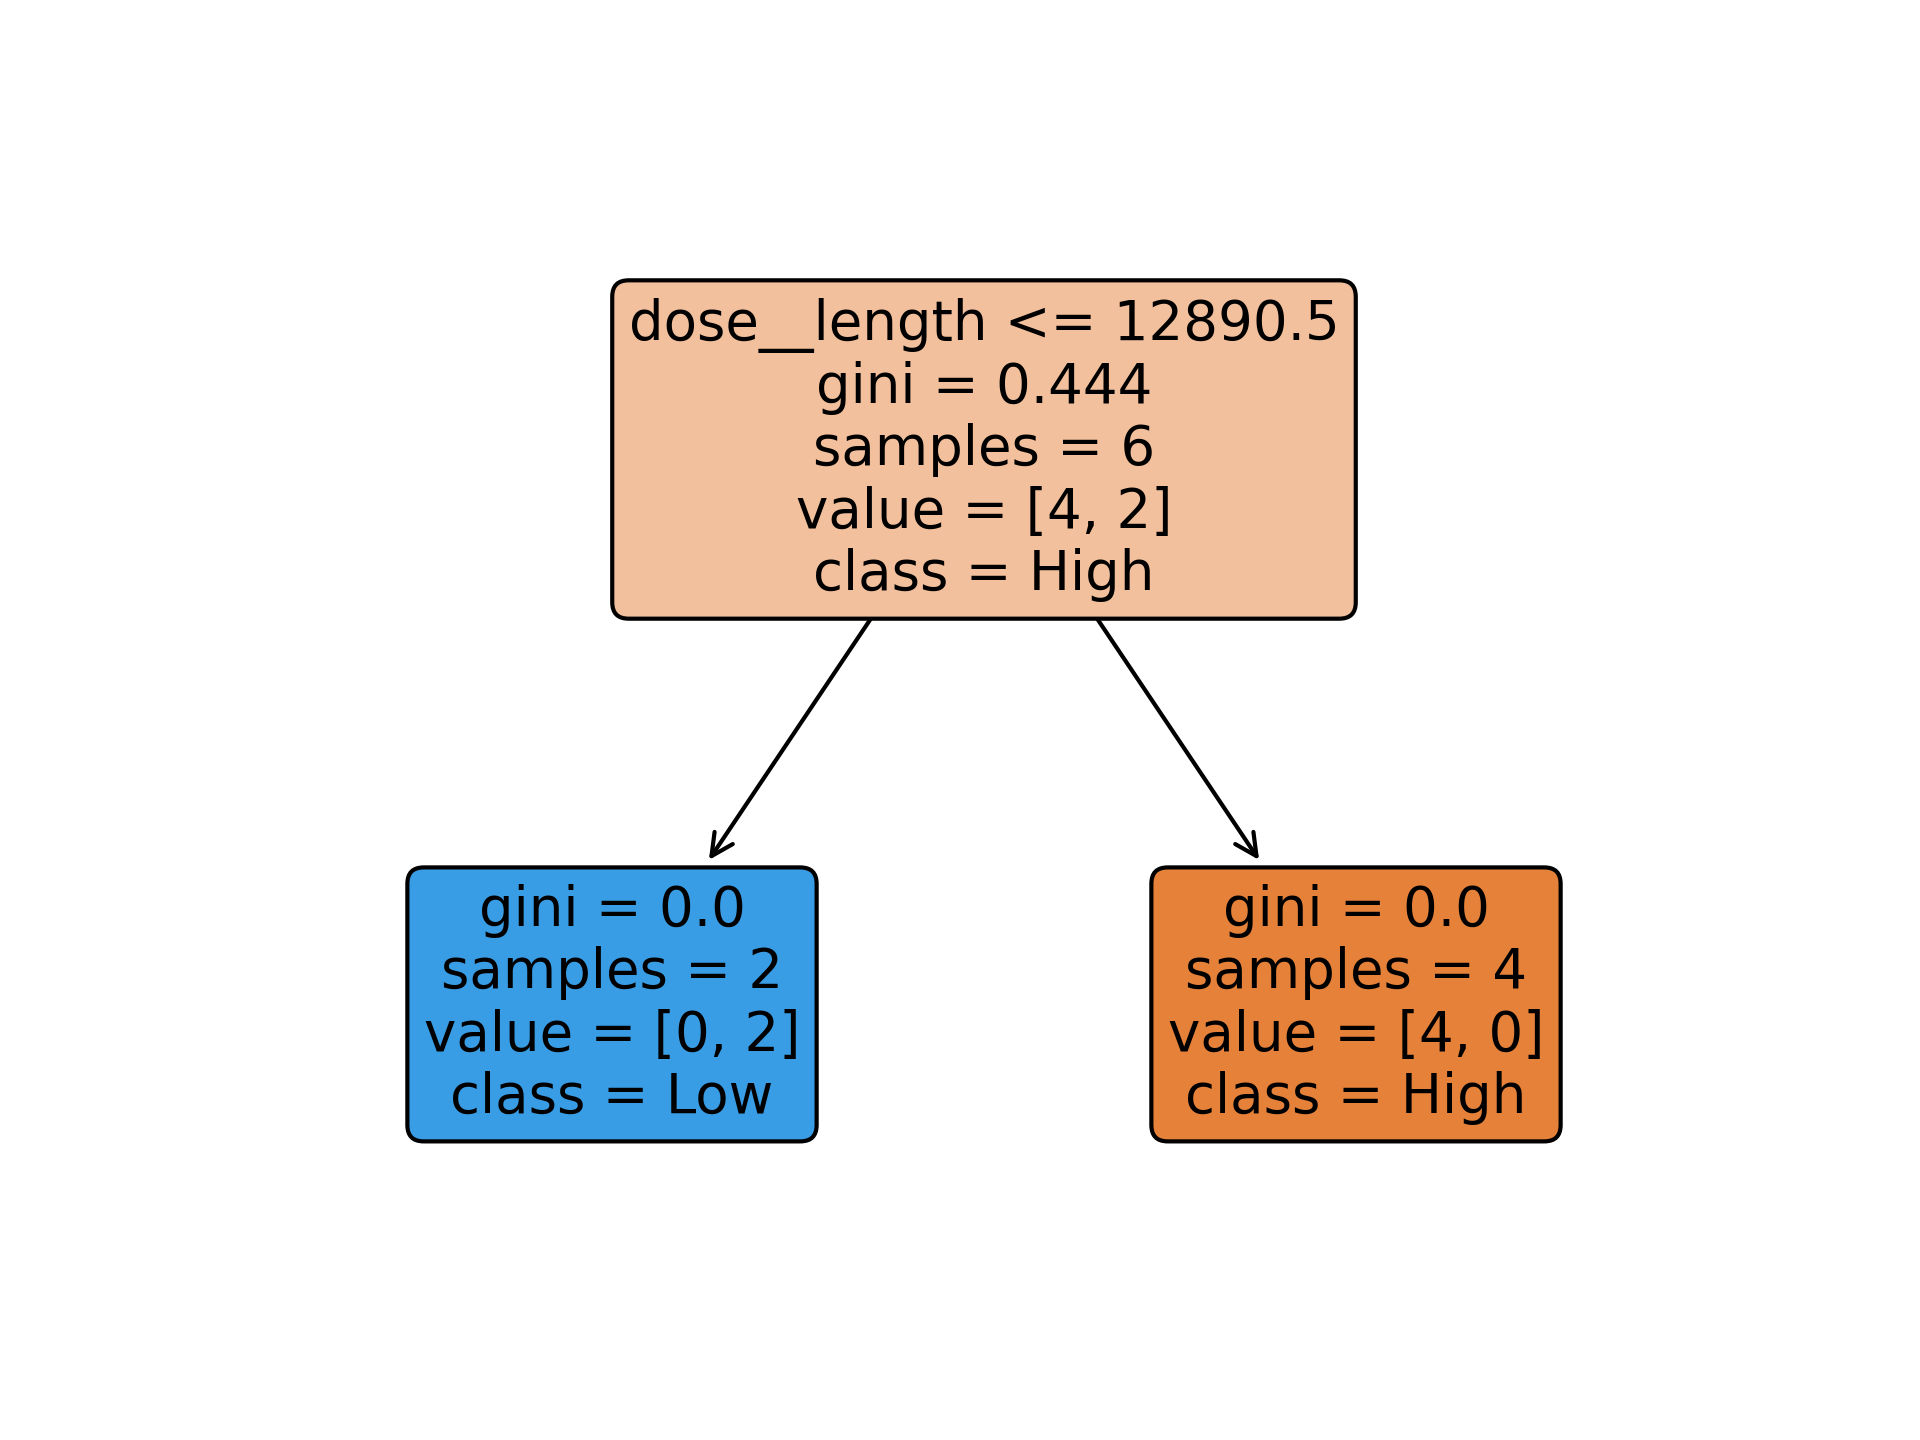 dose__length <= 12890.5
gini = 0.444
samples = 6
value = [4, 2]
class = High
gini = 0.0
samples = 2
value = [0, 2]
class = Low
gini = 0.0
samples = 4
value = [4, 0]
class = High